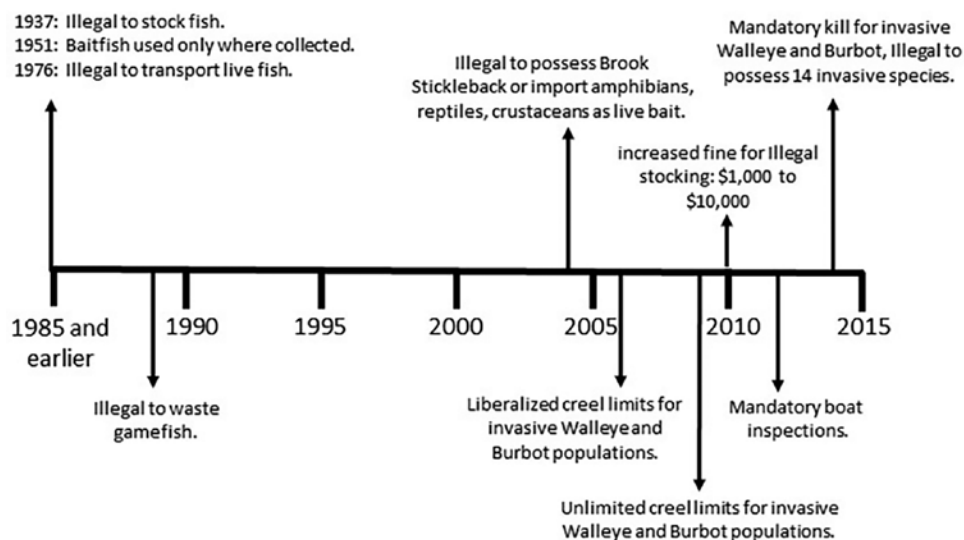 1937: Illegal to stock fish.
1951: Baitfish used only where collected.
1976: Illegal to transport live fish.
Illegal to possess Brook
Stickleback or import amphibians,
reptiles, crustaceans as live bait.
Mandatory kill for invasive
Walleye and Burbot, Illegal to
possess 14 invasive species.
increased fine for Illegal
stocking: $1,000 to
$10,000
1985 and
earlier
1990
1995
2000
2005
2010
2015
Illegal to waste
gamefish.
Liberalized creel limits for
invasive Walleye and
Burbot populations.
Mandatory boat
inspections.
Unlimited creel limits for invasive
Walleye and Burbot populations.